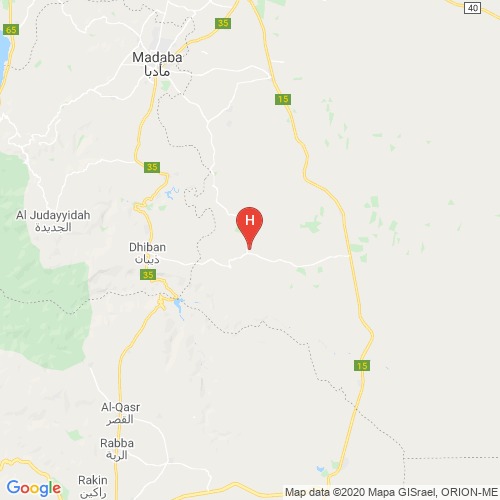 40
65
Madaba
مأدبا
15
35
35
Al Judayyidah
الجديدة
H
Dhiban
ذيبان
35
15
Al-Qasr
القصر
Rabba
الربة
Rakin
راكين
Google
Map data ©2020 Mapa GISrael, ORION-ME